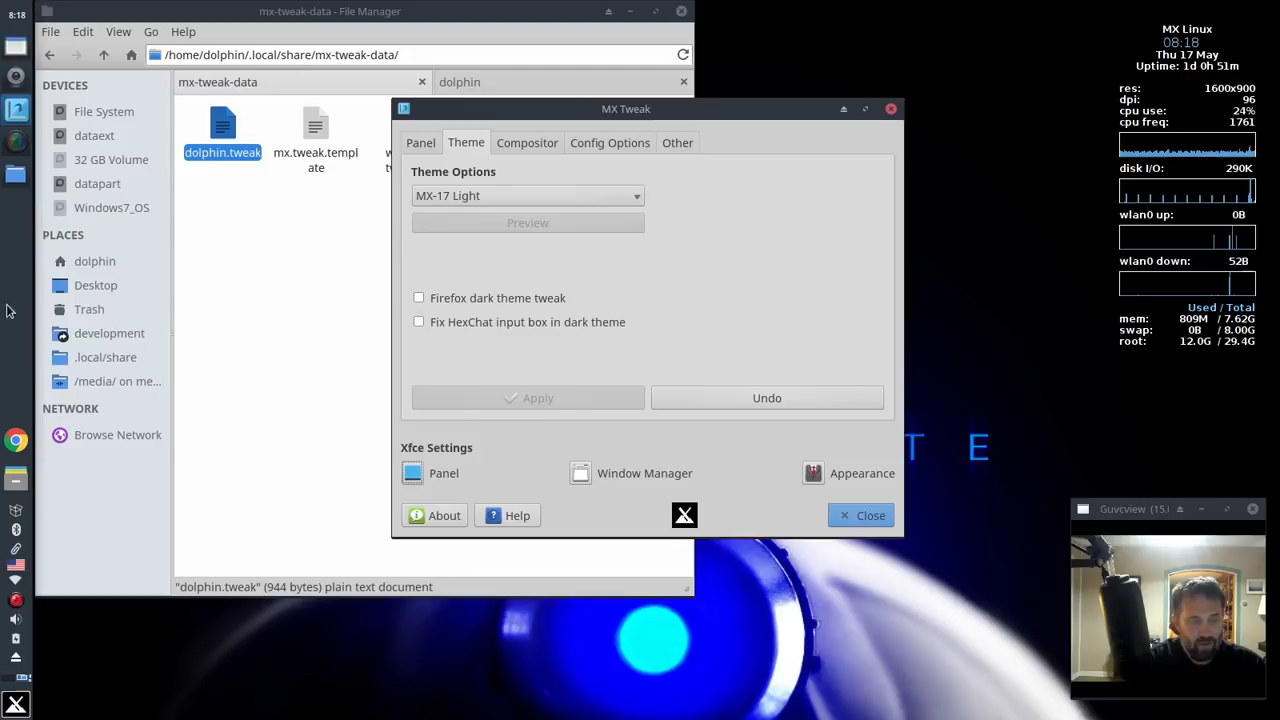 8:18
mx-tweak-data - File Manager
File Edit View Go Help
/home/dolphin/.local/share/mx-tweak-data/
DEVICES
File System
dataext
32 GB Volume
datapart
Windows7_OS
PLACES
dolphin
Desktop
Trash
development
.local/share
/media/ on me...
NETWORK
Browse Network
mx-tweak-data
dolphin
dolphin.tweak
mx.tweak.templ
ate
"dolphin.tweak" (944 bytes) plain text document
MX Tweak
Panel Theme Compositor Config Options Other
Theme Options
MX-17 Light
Preview
Firefox dark theme tweak
Fix HexChat input box in dark theme
Apply Undo
Xfce Settings
Panel Window Manager Appearance
About Help Close
T E
MX Linux
08:18
Thu 17 May
Uptime: 1d 0h 51m
res: 1600x900
dpi: 96
cpu use: 24%
cpu freq: 1761
disk I/O: 290K
wlan0 up: 0B
wlan0 down: 52B
Used / Total
mem: 809M / 7.62G
swap: 0B / 8.00G
root: 12.0G / 29.4G
Guvcview (15.